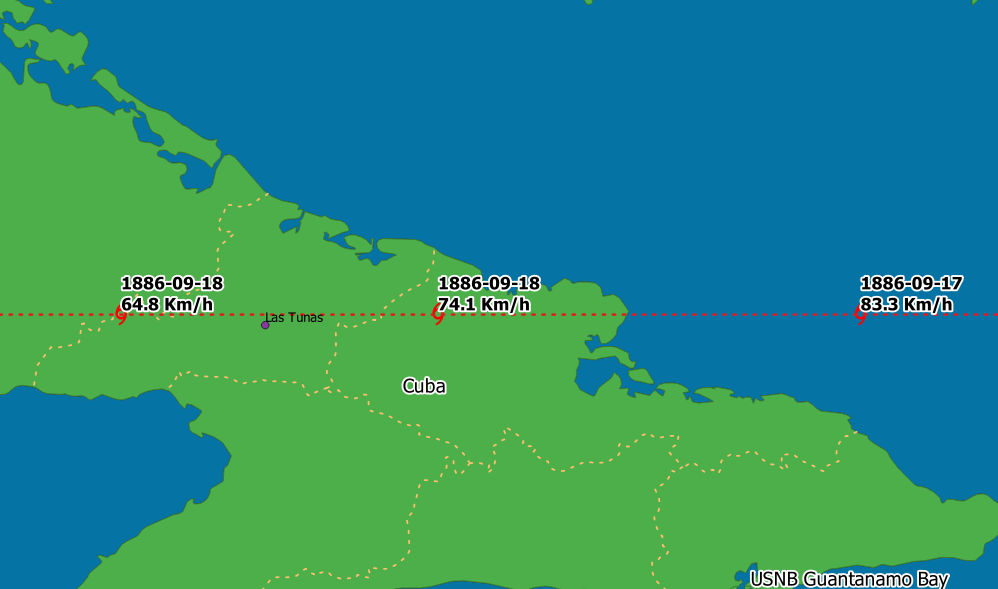 1886-09-18
64.8 Km/h
1886-09-18
74.1 Km/h
1886-09-17
83.3 Km/h
Las Tunas
Cuba
USNB Guantanamo Bay